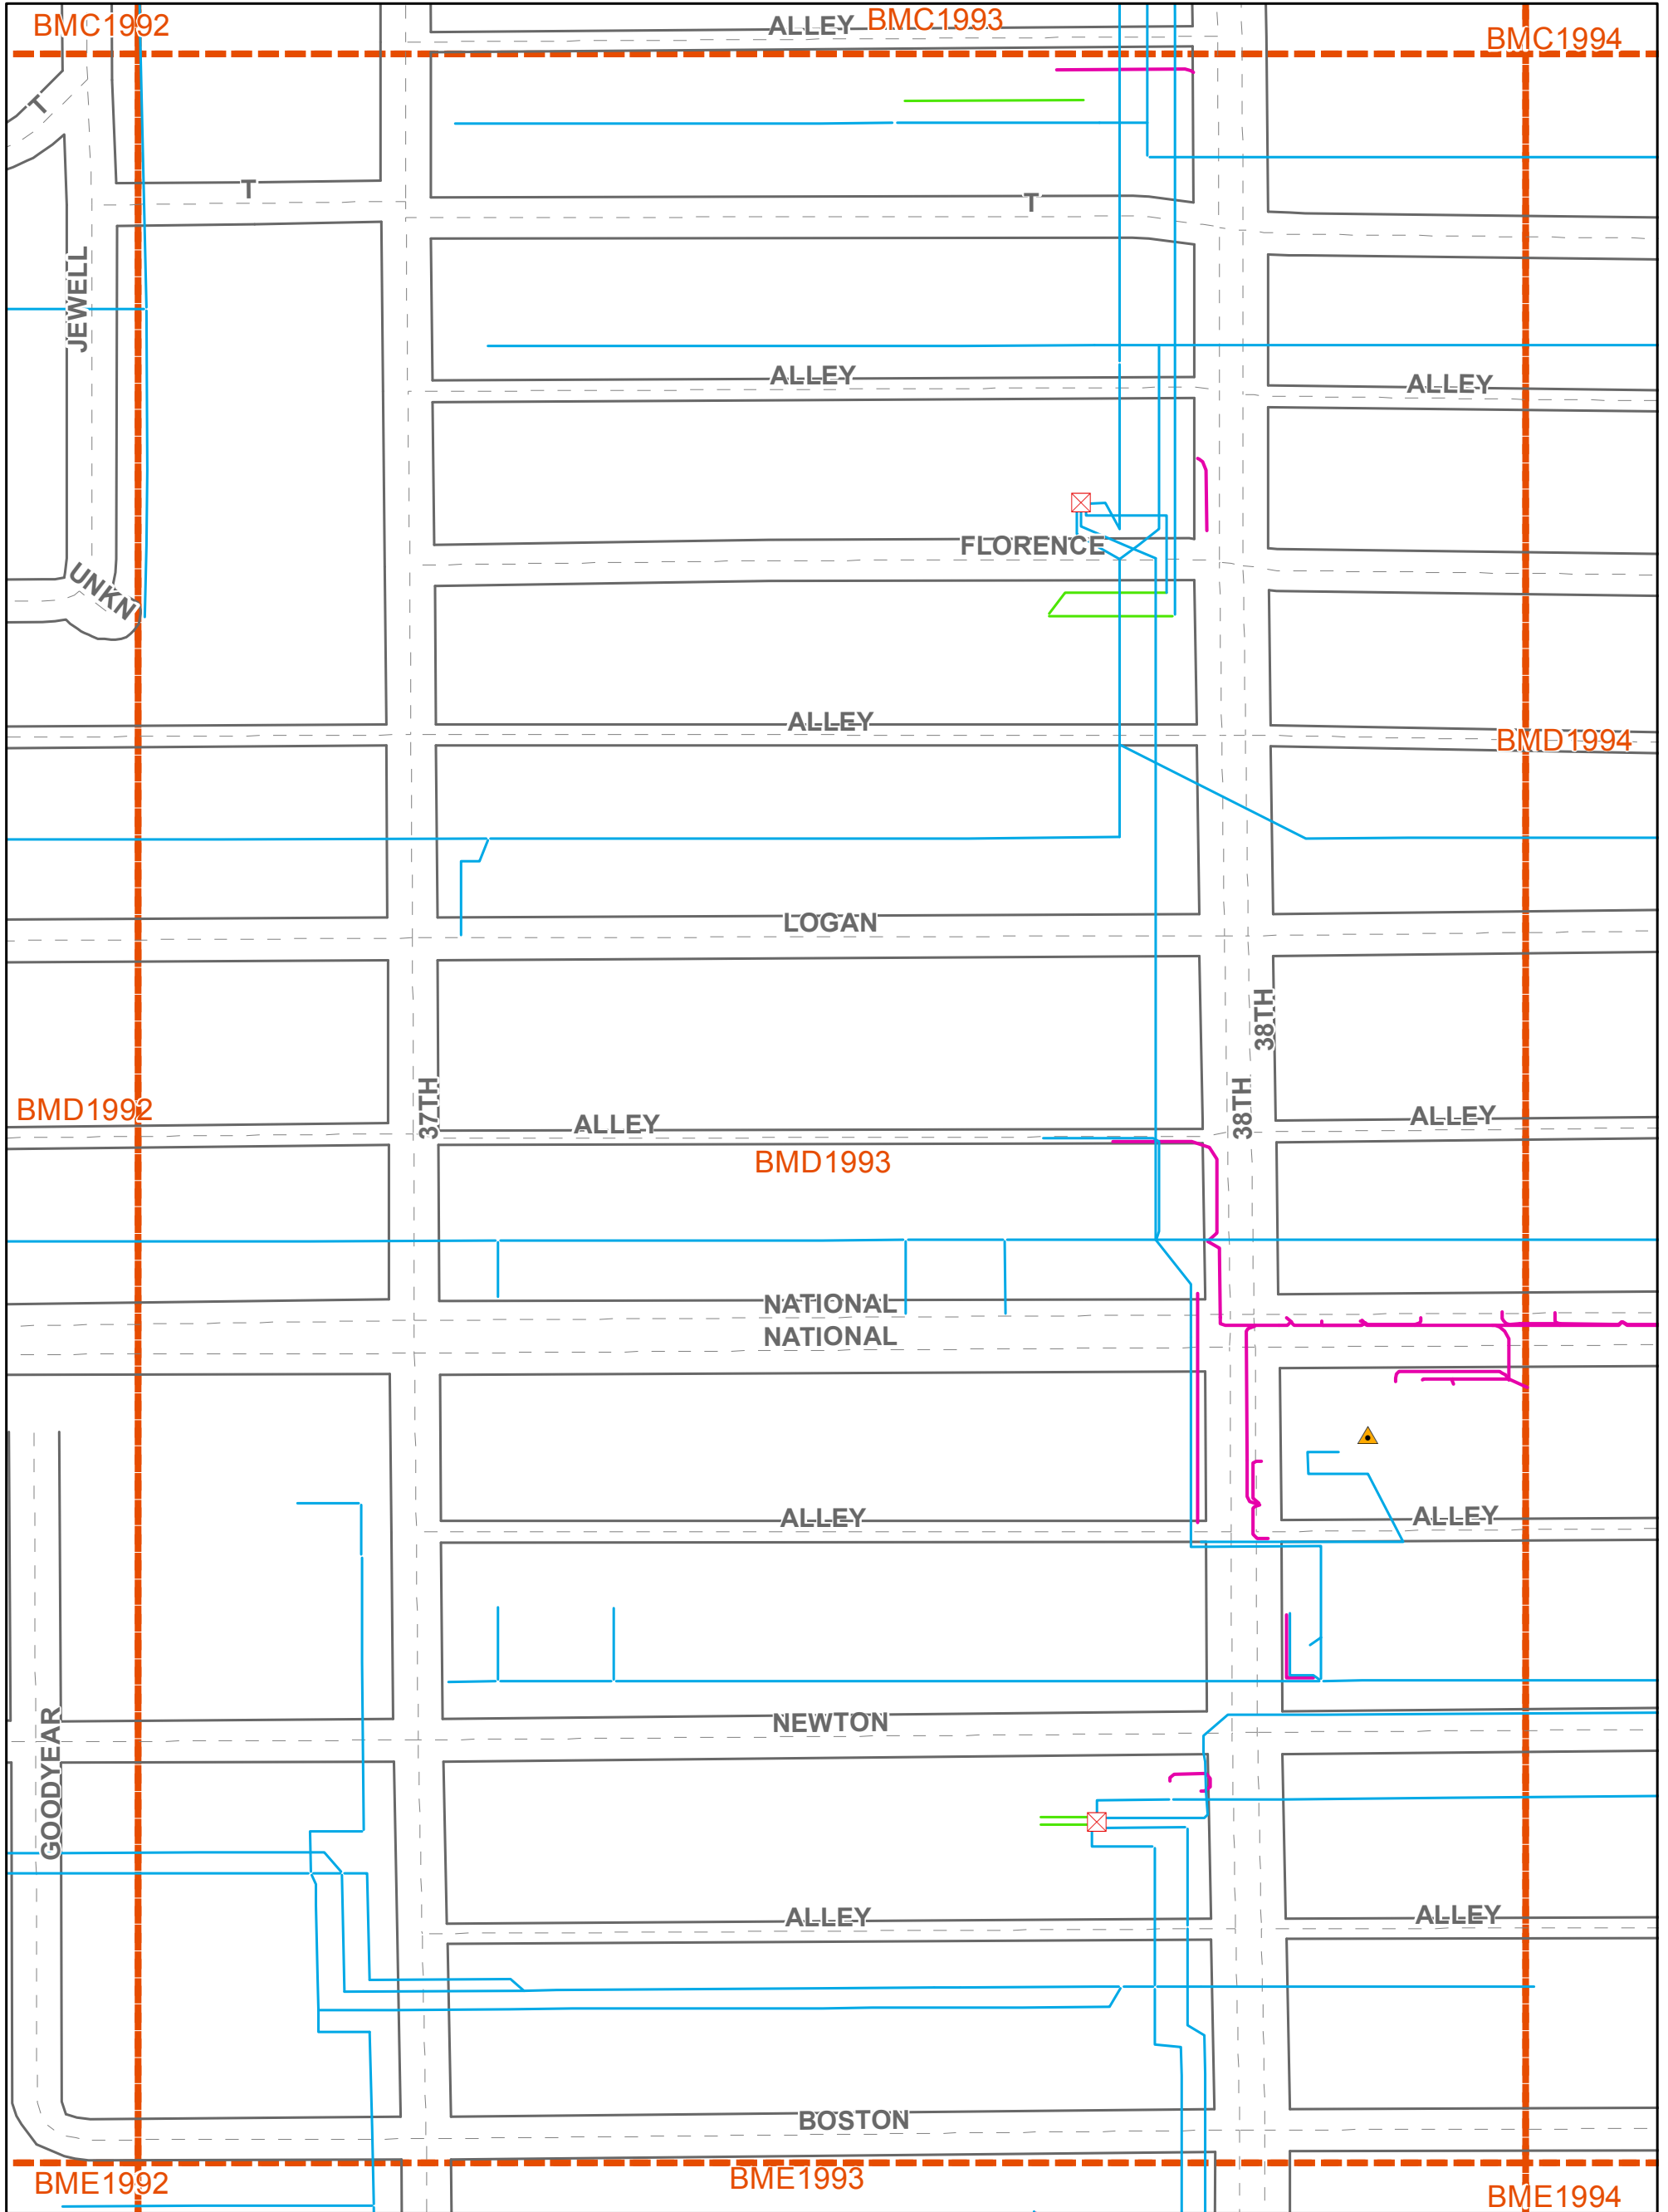 BMC1992
ALLEY
BMC1993
BMC1994
T
T
T
JEWELL
ALLEY
ALLEY
FLORENCE
UNKN
ALLEY
BMD1994
LOGAN
38TH
37TH
38TH
BMD1992
ALLEY
ALLEY
BMD1993
NATIONAL
NATIONAL
ALLEY
ALLEY
GOODYEAR
NEWTON
ALLEY
ALLEY
BOSTON
BME1992
BME1993
BME1994